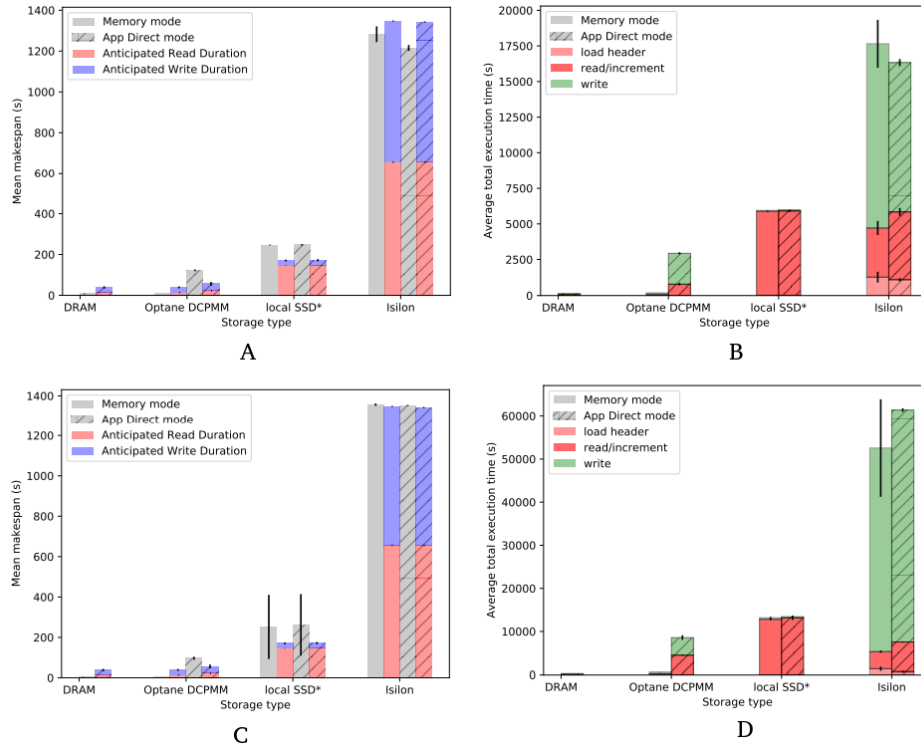 1400
1200
1000
800
600
400
200
0
Mean makespan (s)
Memory mode
App Direct mode
Anticipated Read Duration
Anticipated Write Duration
DRAM
Optane DCPMM
local SSD*
Isilon
Storage type
A
20000
17500
15000
12500
10000
7500
5000
2500
0
Average total execution time (s)
Memory mode
App Direct mode
load header
read/increment
write
DRAM
Optane DCPMM
local SSD*
Isilon
Storage type
B
1400
1200
1000
800
600
400
200
0
Mean makespan (s)
Memory mode
App Direct mode
Anticipated Read Duration
Anticipated Write Duration
DRAM
Optane DCPMM
local SSD*
Isilon
Storage type
C
60000
50000
40000
30000
20000
10000
0
Average total execution time (s)
Memory mode
App Direct mode
load header
read/increment
write
DRAM
Optane DCPMM
local SSD*
Isilon
Storage type
D